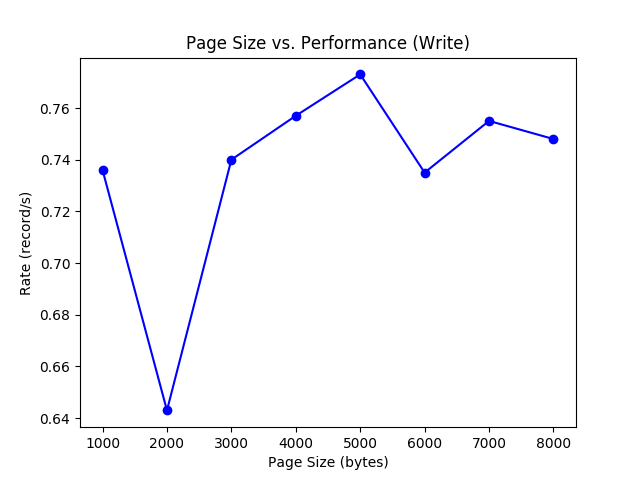 Page Size vs. Performance (Write)
Rate (record/s)
0.76
0.74
0.72
0.70
0.68
0.66
0.64
1000 2000 3000 4000 5000 6000 7000 8000
Page Size (bytes)